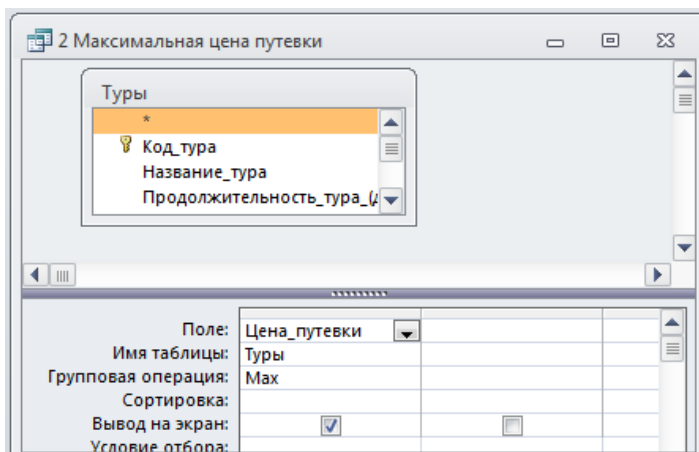 2 Максимальная цена путевки
Туры
*
Код_тура
Название_тура
Продолжительность_тура_(
Поле: Цена_путевки
Имя таблицы: Туры
Групповая операция: Max
Сортировка:
Вывод на экран:
Условие отбора: